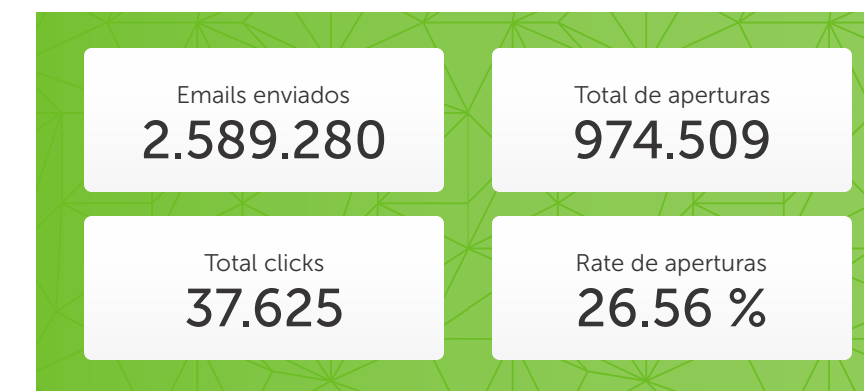 Emails enviados
2.589.280
Total de aperturas
974.509
Total clicks
37.625
Rate de aperturas
26.56 %